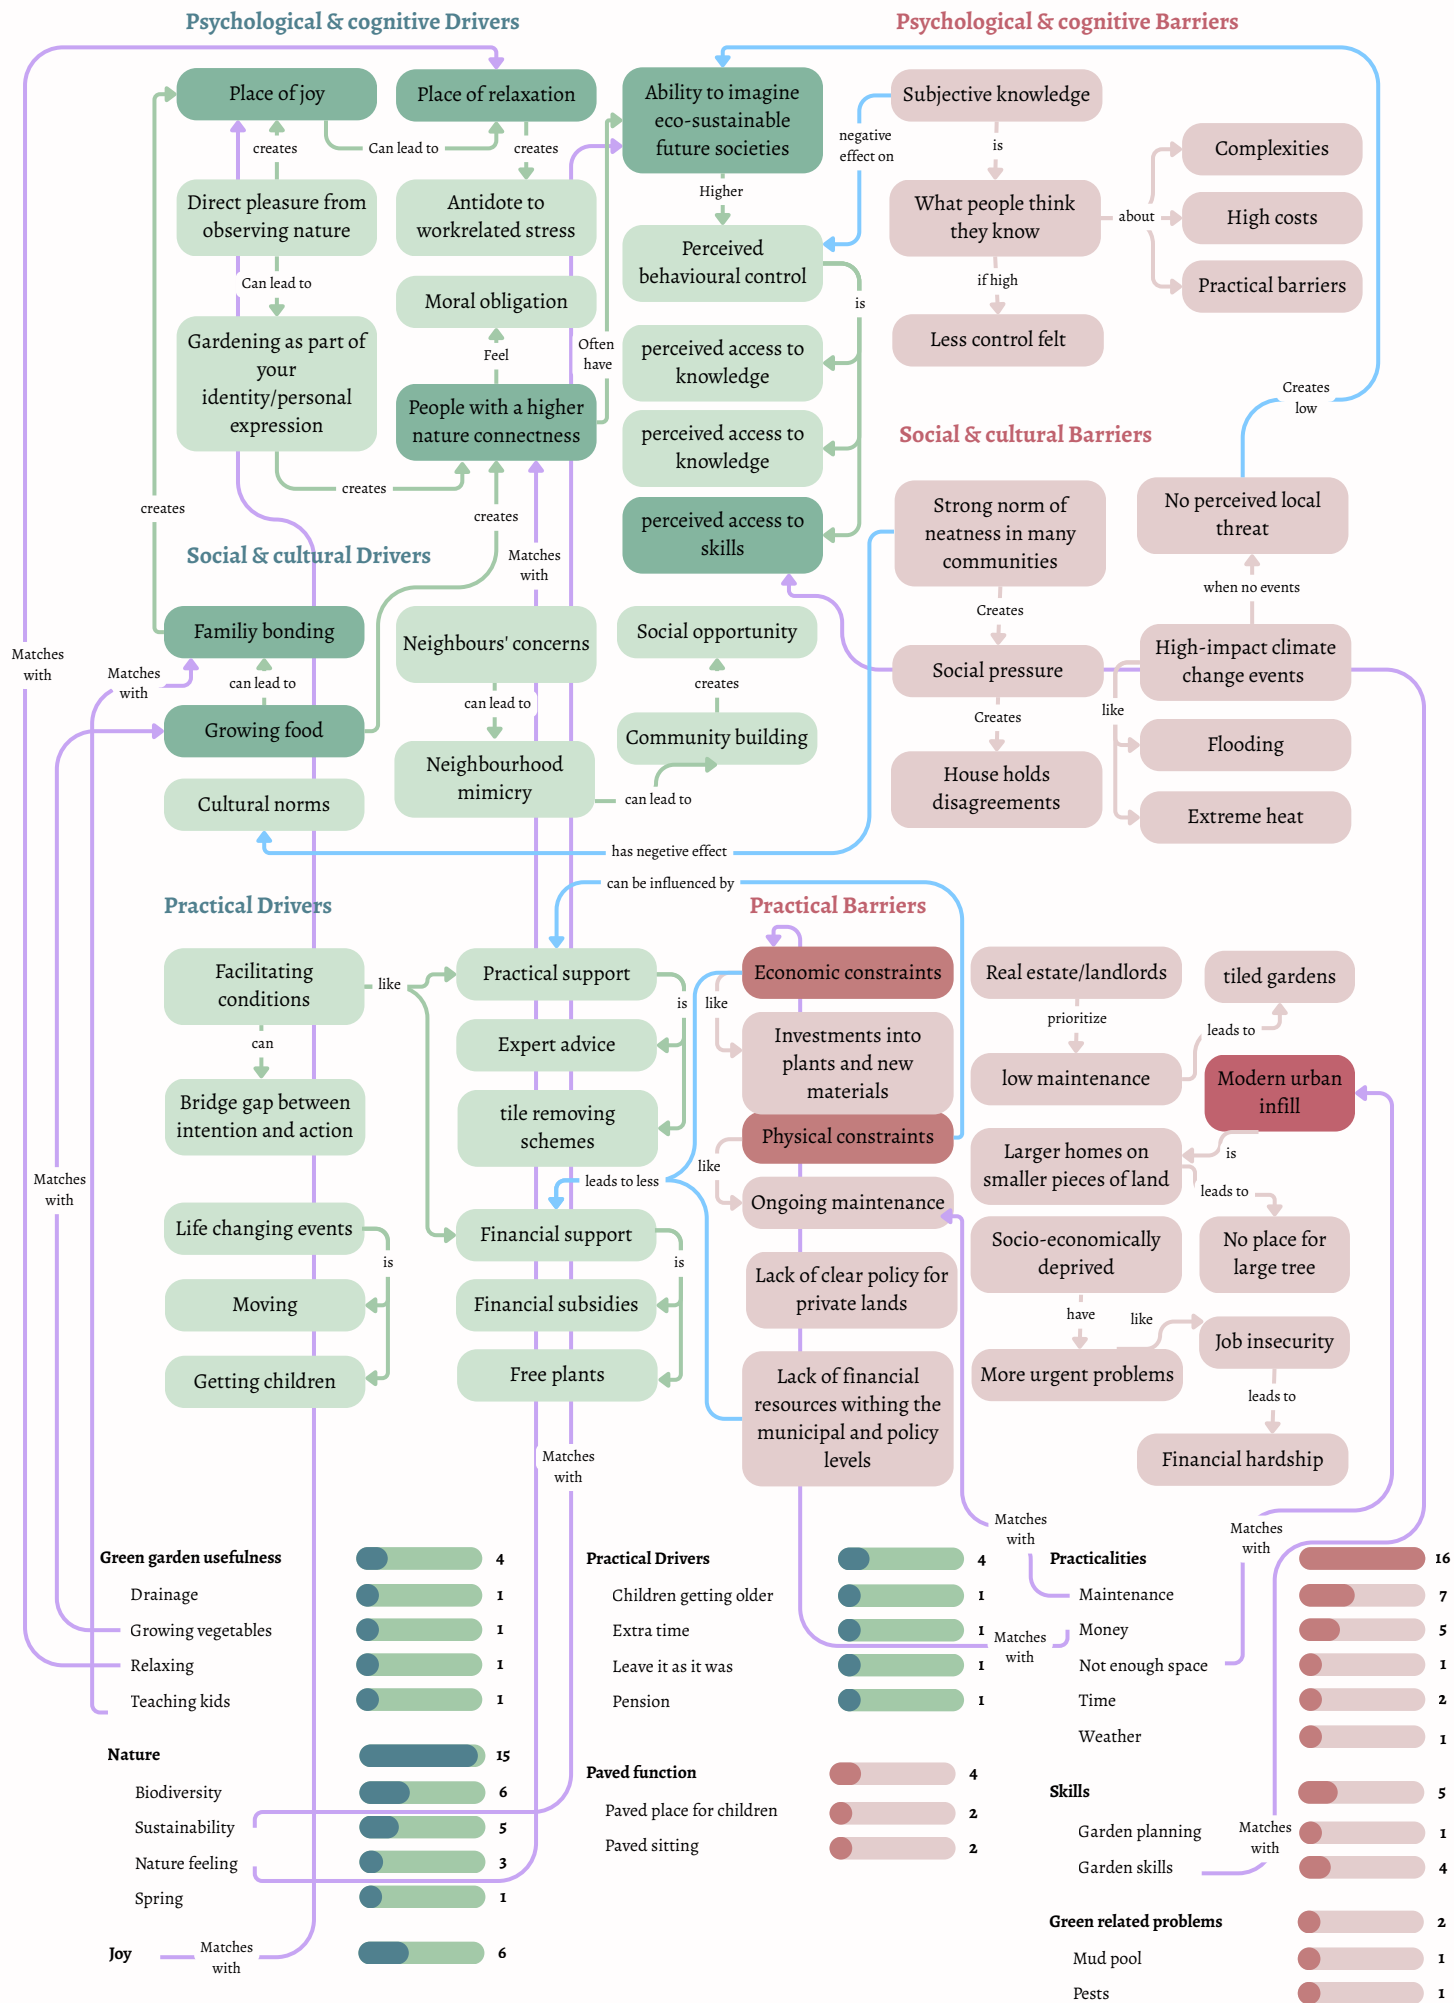 Psychological & cognitive Drivers
Psychological & cognitive Barriers
Place of joy
Place of relaxation
Ability to imagine
eco-sustainable
future societies
Subjective knowledge
negative
effect on
is
Complexities
creates
Can lead to
creates
Direct pleasure from
observing nature
Antidote to
workrelated stress
Higher
What people think
they know
about
High costs
Perceived
behavioural control
Can lead to
Moral obligation
is
if high
Practical barriers
Gardening as part of
your
identity/personal
expression
Feel
Often
have
perceived access to
knowledge
Less control felt
Creates
low
People with a higher
nature connectness
perceived access to
knowledge
Social & cultural Barriers
creates
creates
creates
perceived access to
skills
Strong norm of
neatness in many
communities
No perceived local
threat
Social & cultural Drivers
Matches
with
when no events
Creates
Familiy bonding
Neighbours' concerns
Social opportunity
High-impact climate
change events
Matches
with
Matches
with
can lead to
can lead to
creates
Social pressure
like
Creates
Growing food
Community building
Flooding
Neighbourhood
mimicry
can lead to
House holds
disagreements
Cultural norms
Extreme heat
has negetive effect
can be influenced by
Practical Drivers
Practical Barriers
Facilitating
conditions
like
Practical support
is
like
Economic constraints
Real estate/landlords
tiled gardens
prioritize
leads to
can
Expert advice
Investments into
plants and new
materials
low maintenance
Modern urban
infill
Bridge gap between
intention and action
tile removing
schemes
Physical constraints
Larger homes on
smaller pieces of land
is
Matches
with
leads to less
like
Ongoing maintenance
leads to
Life changing events
Financial support
Socio-economically
deprived
No place for
large tree
is
is
Lack of clear policy for
private lands
Moving
Financial subsidies
have
like
Job insecurity
Getting children
Free plants
Lack of financial
resources withing the
municipal and policy
levels
More urgent problems
leads to
Matches
with
Financial hardship
Matches
with
Matches
with
Green garden usefulness 4
Drainage 1
Growing vegetables 1
Relaxing 1
Teaching kids 1
Nature 15
Biodiversity 6
Sustainability 5
Nature feeling 3
Spring 1
Joy
Matches
with
6
Practical Drivers 4
Children getting older 1
Extra time 1
Leave it as it was 1
Pension 1
Matches
with
Paved function 4
Paved place for children 2
Paved sitting 2
Practicalities 16
Maintenance 7
Money 5
Not enough space 1
Time 2
Weather 1
Skills 5
Garden planning 1
Matches
with
Garden skills 4
Green related problems 2
Mud pool 1
Pests 1